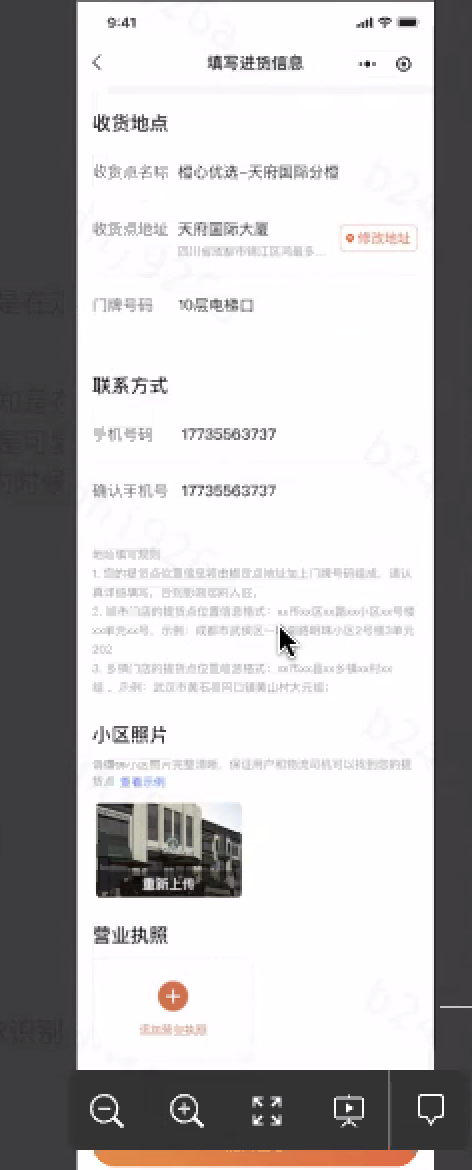 9:41
填写进货信息
收货地点
收货点名称 橙心优选-天府国际分橙
收货点地址 天府国际大厦
修改地址
四川省成都市锦江区
门牌号码 10层电梯口
联系方式
手机号码 17735563737
确认手机号 17735563737
地址填写规则
1. 您的提货点位置信息将由提货点地址加上门牌号码组成，请认
真详细填写，否则影响您的入驻。
2. 城市门店的提货点位置信息格式：xx市xx区xx路xx小区xx号楼
xx单元xx号，示例：成都市武侯区一 路明珠小区2号楼3单元
202
3. 乡镇门店的提货点位置信息格式：xx市xx县xx乡镇xx村xx
组 ，示例：武汉市黄石县 口镇黄山村大元组；
小区照片
请确保小区照片完整清晰，保证用户和物流司机可以找到您的提
货点 查看示例
重新上传
营业执照
添加营业执照